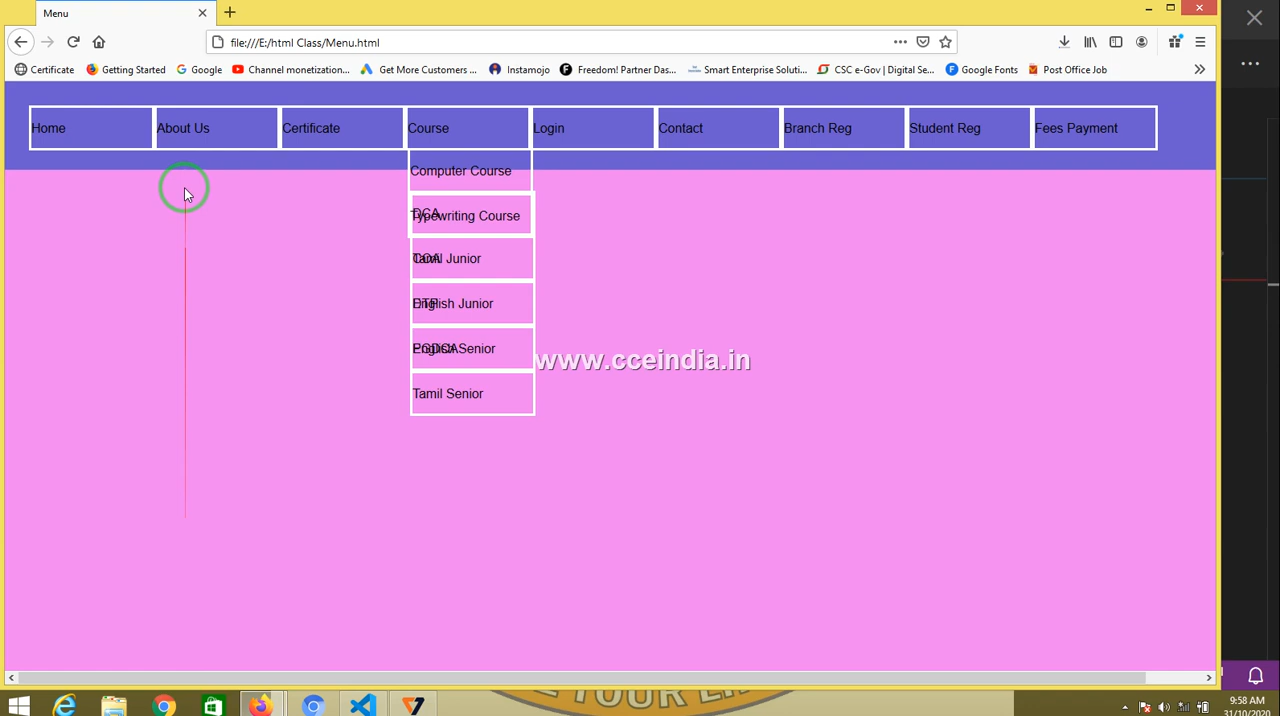 Menu
file:///E:/html Class/Menu.html
Certificate Getting Started Google Channel monetization... Get More Customers ... Instamojo Freedom! Partner Das... Smart Enterprise Soluti... CSC e-Gov | Digital Se... Google Fonts Post Office Job
Home About Us Certificate Course Login Contact Branch Reg Student Reg Fees Payment
Computer Course
DCA
Typewriting Course
Tamil Junior
English Junior
English Senior
www.cceindia.in
Tamil Senior
9:58 AM
31/10/2020